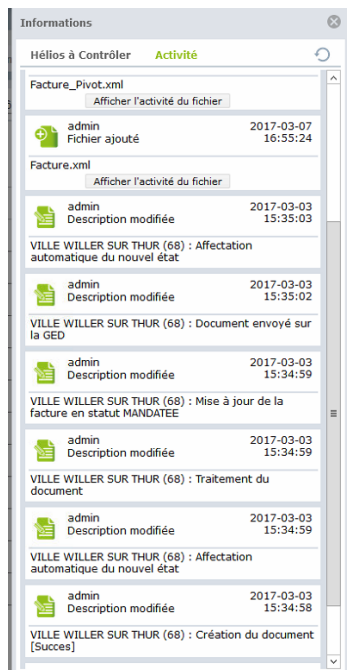 Informations
Hélios à Contrôler Activité
Facture_Pivot.xml
Afficher l'activité du fichier
admin 2017-03-07
Fichier ajouté 16:55:24
Facture.xml
Afficher l'activité du fichier
admin 2017-03-03
Description modifiée 15:35:03
VILLE WILLER SUR THUR (68) : Affectation
automatique du nouvel état
admin 2017-03-03
Description modifiée 15:35:02
VILLE WILLER SUR THUR (68) : Document envoyé sur
la GED
admin 2017-03-03
Description modifiée 15:34:59
VILLE WILLER SUR THUR (68) : Mise à jour de la
facture en statut MANDATEE
admin 2017-03-03
Description modifiée 15:34:59
VILLE WILLER SUR THUR (68) : Traitement du
document
admin 2017-03-03
Description modifiée 15:34:59
VILLE WILLER SUR THUR (68) : Affectation
automatique du nouvel état
admin 2017-03-03
Description modifiée 15:34:58
VILLE WILLER SUR THUR (68) : Création du document
[Succes]